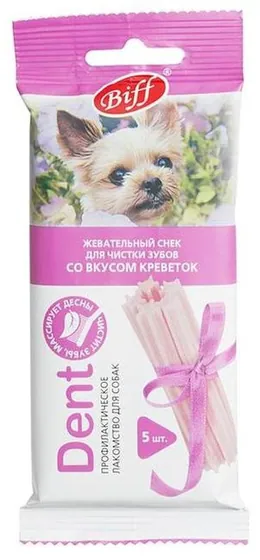 Biff®
ЖЕВАТЕЛЬНЫЙ СНЕК
ДЛЯ ЧИСТКИ ЗУБОВ
СО ВКУСОМ КРЕВЕТОК
ЧИСТИТ ЗУБЫ, МАССИРУЕТ ДЕСНЫ
Dent
ПРОФИЛАКТИЧЕСКОЕ
ЛАКОМСТВО ДЛЯ СОБАК
5 шт.